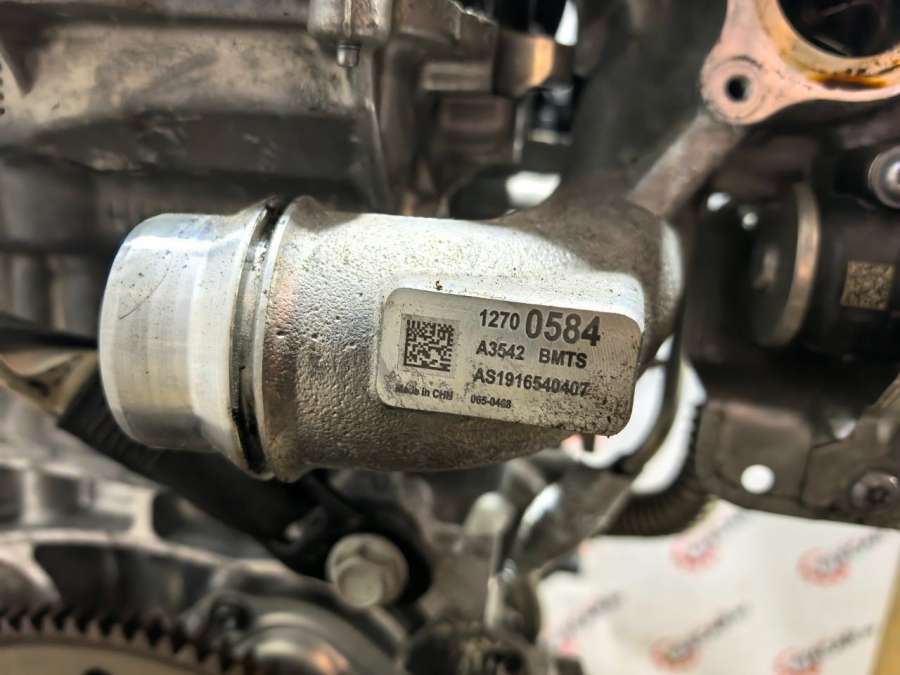 1270 0584
A3542 BMTS
AS1916540407
Made in CHN 065-0468